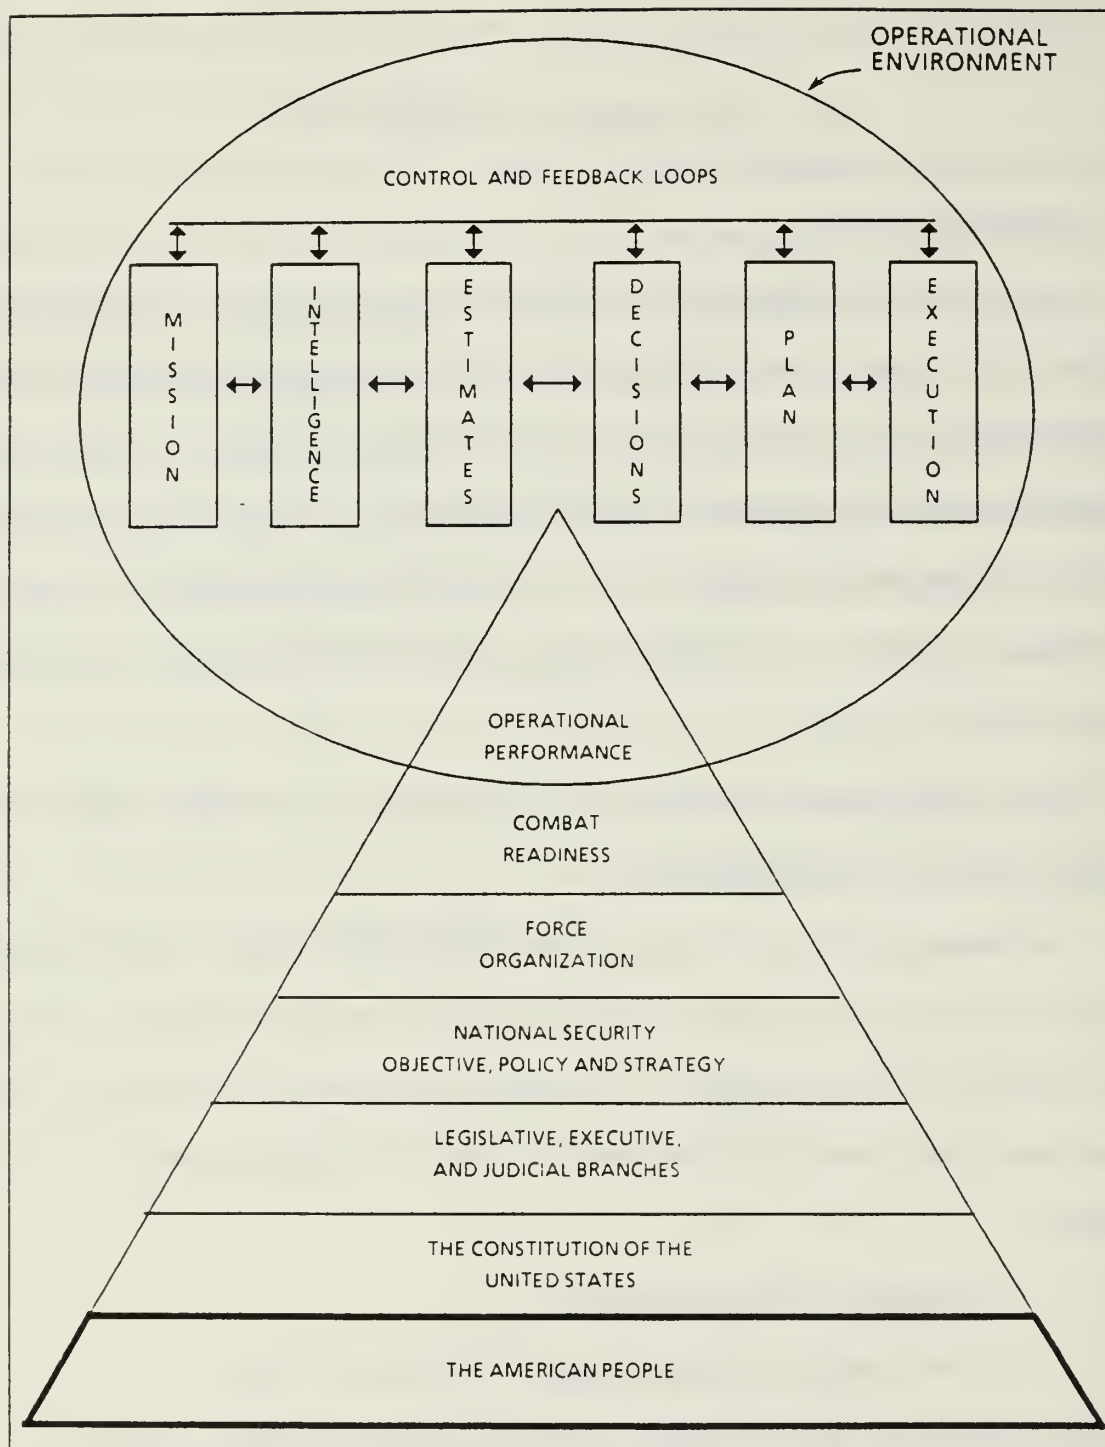 OPERATIONAL
ENVIRONMENT
CONTROL AND FEEDBACK LOOPS
MISSION
INTELLIGENCE
ESTIMATES
DECISIONS
PLAN
EXECUTION
OPERATIONAL
PERFORMANCE
COMBAT
READINESS
FORCE
ORGANIZATION
NATIONAL SECURITY
OBJECTIVE, POLICY AND STRATEGY
LEGISLATIVE, EXECUTIVE,
AND JUDICIAL BRANCHES
THE CONSTITUTION OF THE
UNITED STATES
THE AMERICAN PEOPLE